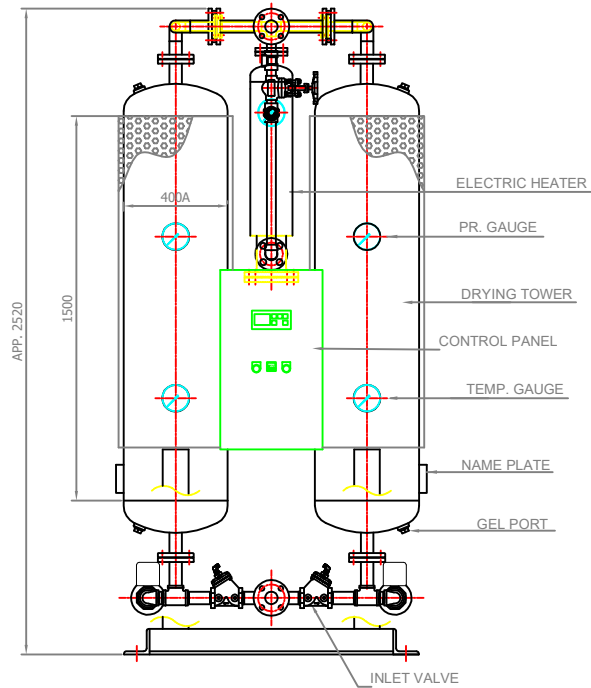 400A
ELECTRIC HEATER
PR. GAUGE
DRYING TOWER
1500
APP. 2520
CONTROL PANEL
TEMP. GAUGE
NAME PLATE
GEL PORT
INLET VALVE